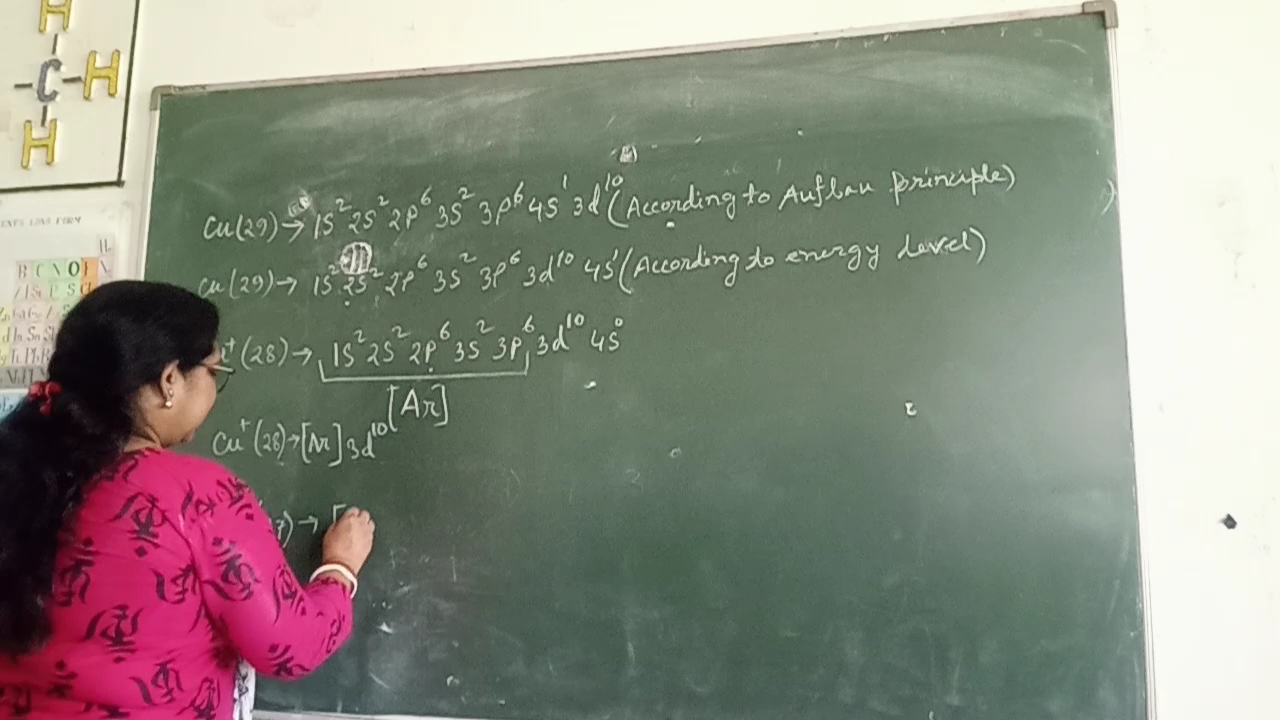 H
C H
H
Cu(29) → 1S² 2S² 2P⁶ 3S² 3P⁶ 4S¹ 3d¹⁰ (According to Aufbau principle)
Cu(29) → 1S² 2S² 2P⁶ 3S² 3P⁶ 3d¹⁰ 4S¹ (According to energy level)
⁺(28) → 1S² 2S² 2P⁶ 3S² 3P⁶ 3d¹⁰ 4S⁰
[Ar]
Cu⁺(28) → [Ar] 3d¹⁰
7) → [